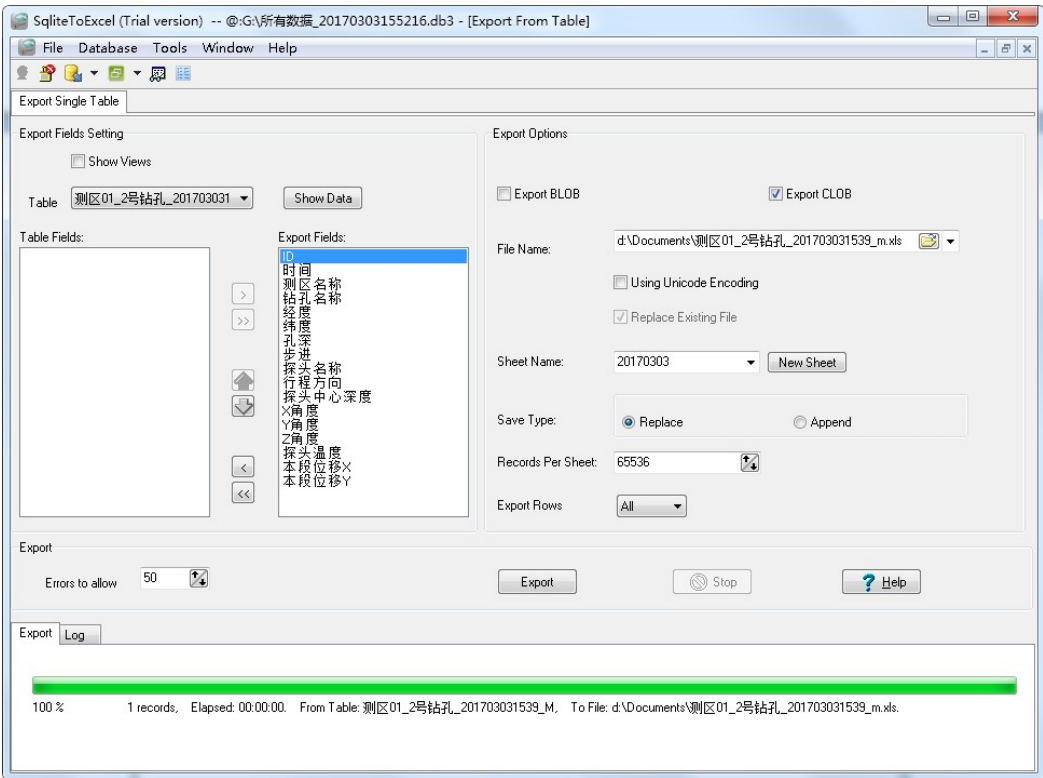 SqliteToExcel (Trial version) -- @:G:\所有数据_20170303155216.db3 - [Export From Table]
File Database Tools Window Help
Export Single Table
Export Fields Setting
Show Views
Table 测区01_2号钻孔_201703031 Show Data
Table Fields:
Export Fields:
ID
时间
测区名称
钻孔名称
经度
纬度
孔深
步进
探头名称
行程方向
探头中心深度
X角度
Y角度
Z角度
探头温度
本段位移X
本段位移Y
>
>>
<
<<
Export Options
Export BLOB Export CLOB
File Name: d:\Documents\测区01_2号钻孔_201703031539_m.xls
Using Unicode Encoding
Replace Existing File
Sheet Name: 20170303 New Sheet
Save Type: Replace Append
Records Per Sheet: 65536
Export Rows All
Export
Errors to allow 50 Export Stop ? Help
Export Log
100 % 1 records, Elapsed: 00:00:00. From Table: 测区01_2号钻孔_201703031539_M, To File: d:\Documents\测区01_2号钻孔_201703031539_m.xls.